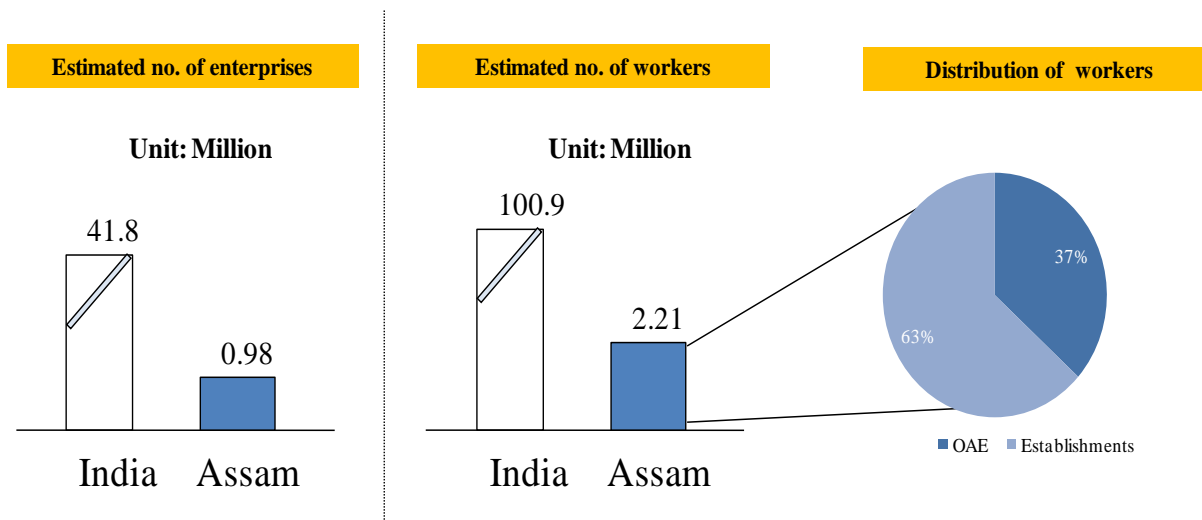 Estimated no. of enterprises
Unit: Million
41.8
0.98
India Assam
Estimated no. of workers
Unit: Million
100.9
2.21
India Assam
Distribution of workers
37%
63%
OAE Establishments